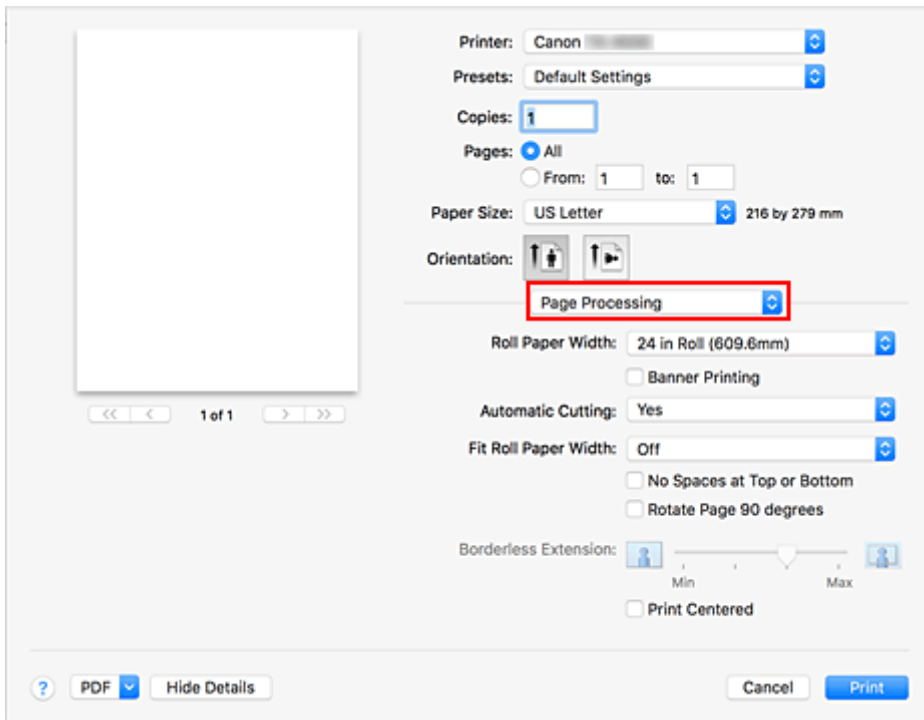 Printer: Canon
Presets: Default Settings
Copies: 1
Pages: All
From: 1 to: 1
Paper Size: US Letter 216 by 279 mm
Orientation:
Page Processing
Roll Paper Width: 24 in Roll (609.6mm)
Banner Printing
1 of 1
Automatic Cutting: Yes
Fit Roll Paper Width: Off
No Spaces at Top or Bottom
Rotate Page 90 degrees
Borderless Extension:
Min Max
Print Centered
? PDF Hide Details Cancel Print